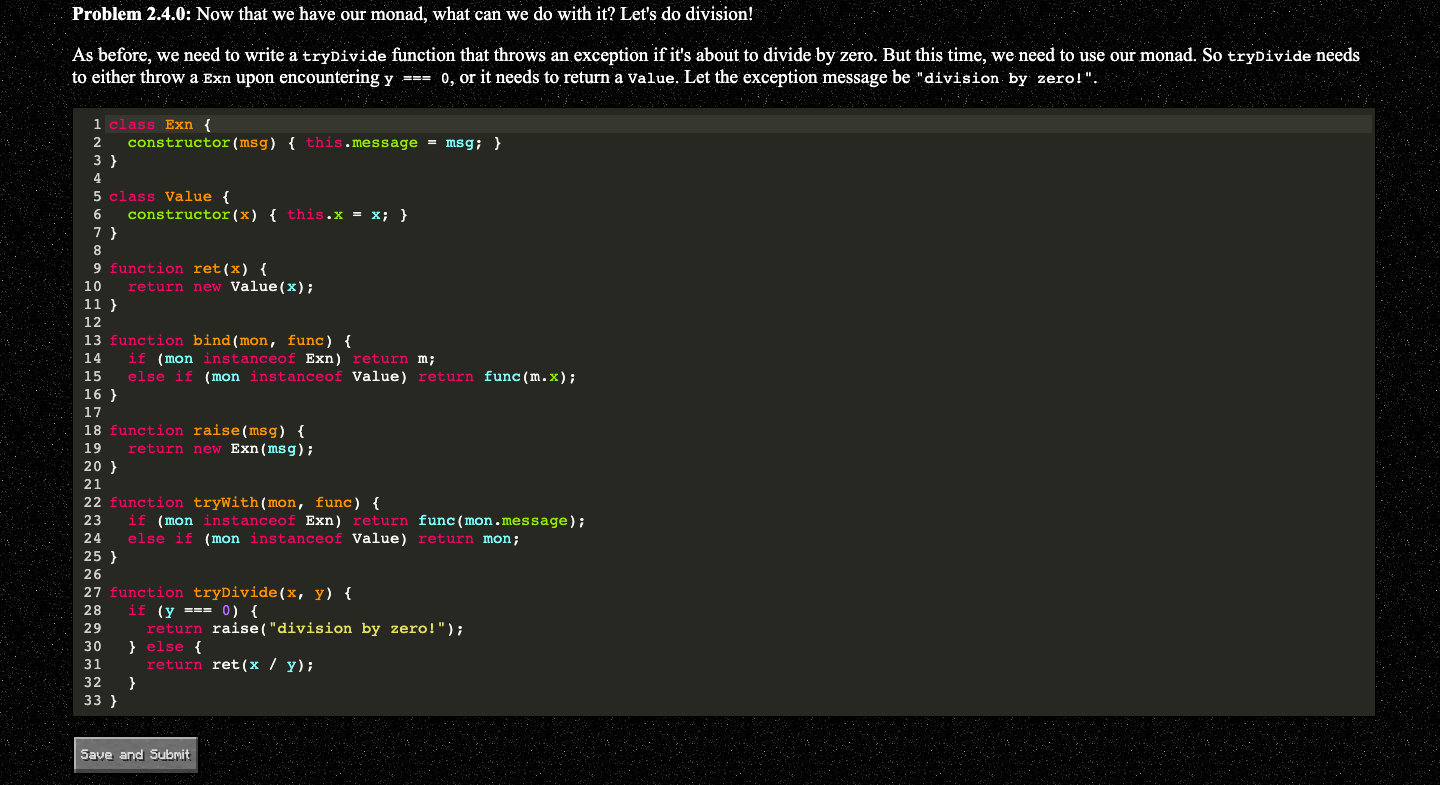 Problem 2.4.0: Now that we have our monad, what can we do with it? Let's do division!
As before, we need to write a tryDivide function that throws an exception if it's about to divide by zero. But this time, we need to use our monad. So tryDivide needs
to either throw a Exn upon encountering y === 0, or it needs to return a Value. Let the exception message be "division by zero!".
1 class Exn {
2   constructor(msg) { this.message = msg; }
3 }
4
5 class Value {
6   constructor(x) { this.x = x; }
7 }
8
9 function ret(x) {
10   return new Value(x);
11 }
12
13 function bind(mon, func) {
14   if (mon instanceof Exn) return m;
15   else if (mon instanceof Value) return func(m.x);
16 }
17
18 function raise(msg) {
19   return new Exn(msg);
20 }
21
22 function tryWith(mon, func) {
23   if (mon instanceof Exn) return func(mon.message);
24   else if (mon instanceof Value) return mon;
25 }
26
27 function tryDivide(x, y) {
28   if (y === 0) {
29     return raise("division by zero!");
30   } else {
31     return ret(x / y);
32   }
33 }
Save and Submit